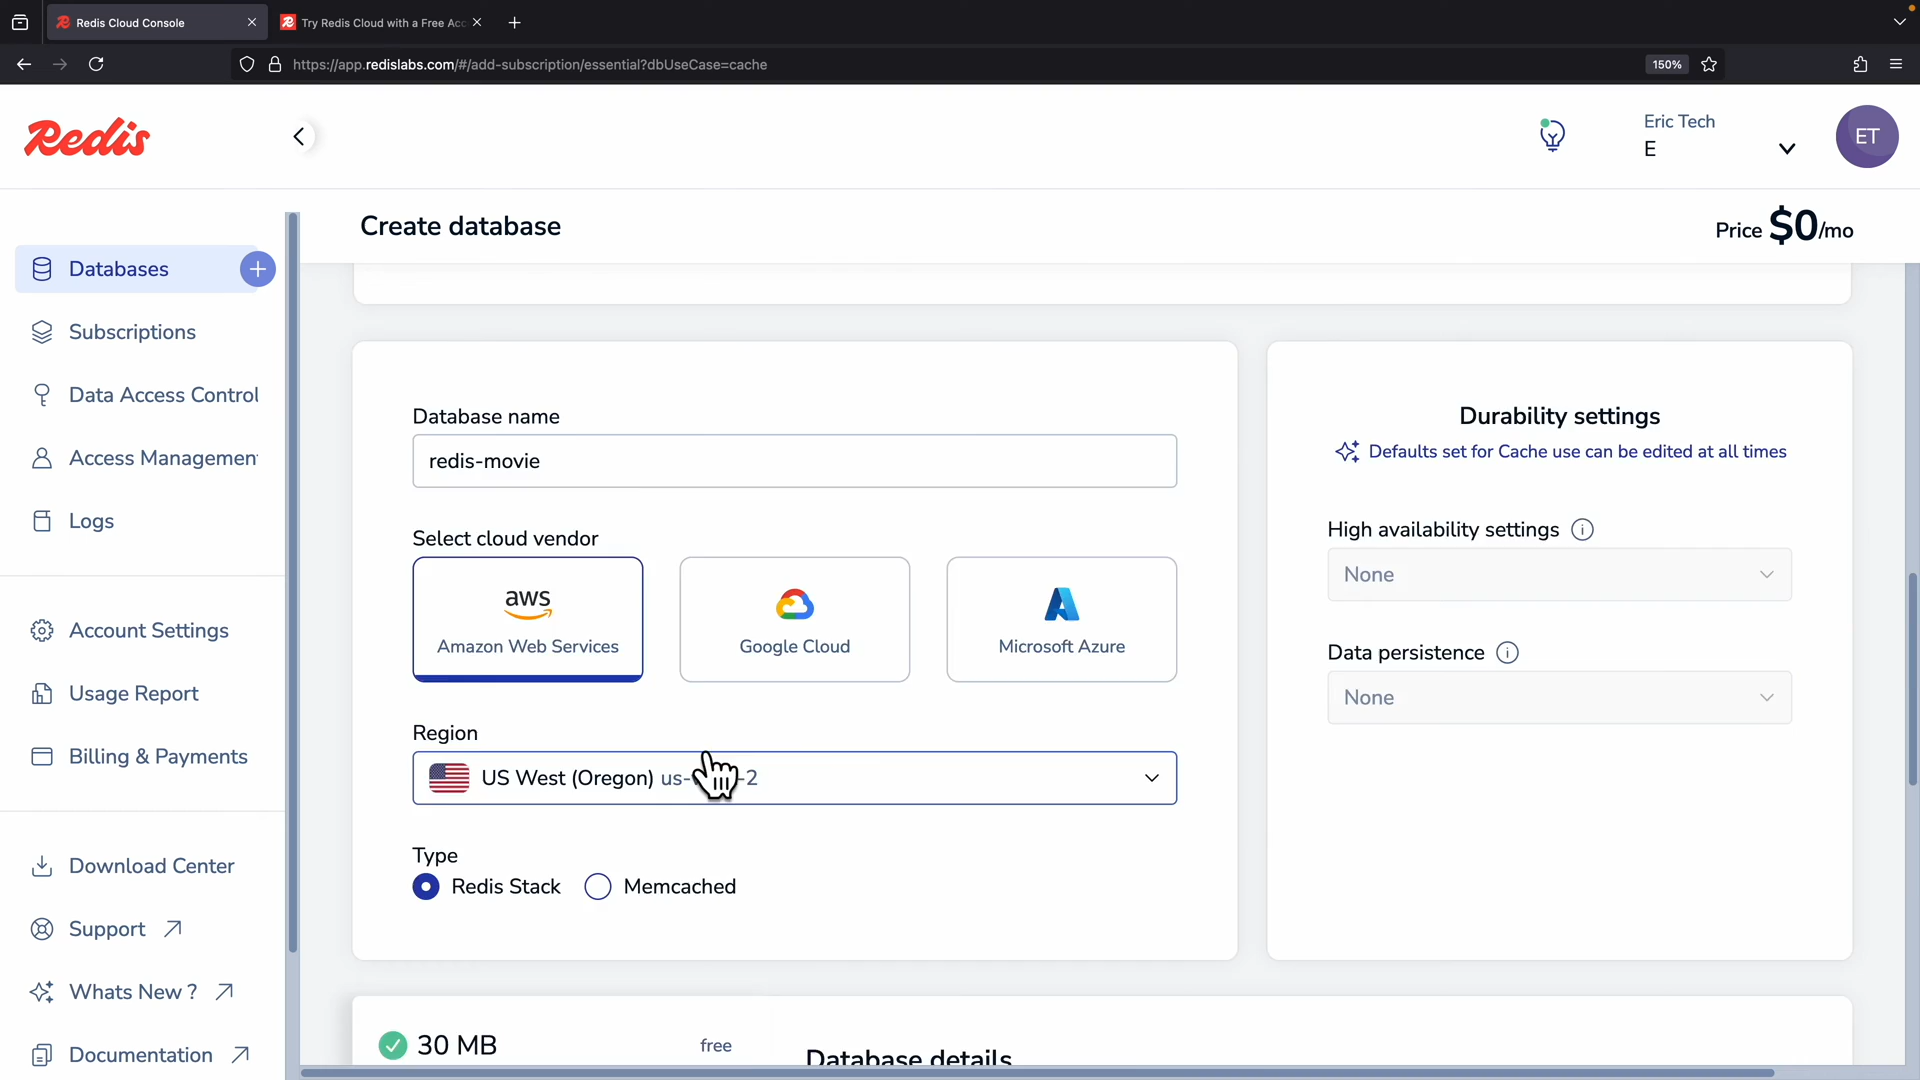 Redis Cloud Console
Try Redis Cloud with a Free Acc
https://app.redislabs.com/#/add-subscription/essential?dbUseCase=cache
150%
Redis
Eric Tech
E
ET
Create database
Price $0/mo
Databases
Subscriptions
Data Access Control
Access Management
Logs
Account Settings
Usage Report
Billing & Payments
Download Center
Support
Whats New ?
Documentation
Database name
redis-movie
Select cloud vendor
aws
Amazon Web Services
Google Cloud
Microsoft Azure
Region
US West (Oregon) us-
-2
Type
Redis Stack
Memcached
Durability settings
Defaults set for Cache use can be edited at all times
High availability settings
None
Data persistence
None
30 MB
free
Database details